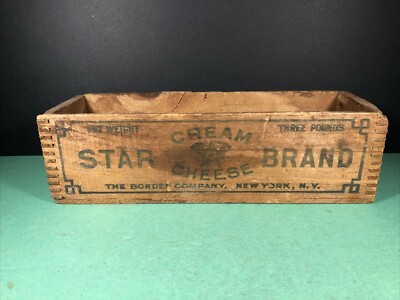 NET WEIGHT THREE POUNDS
CREAM
STAR BRAND
CHEESE
THE BORDEN COMPANY, NEW YORK, N.Y.